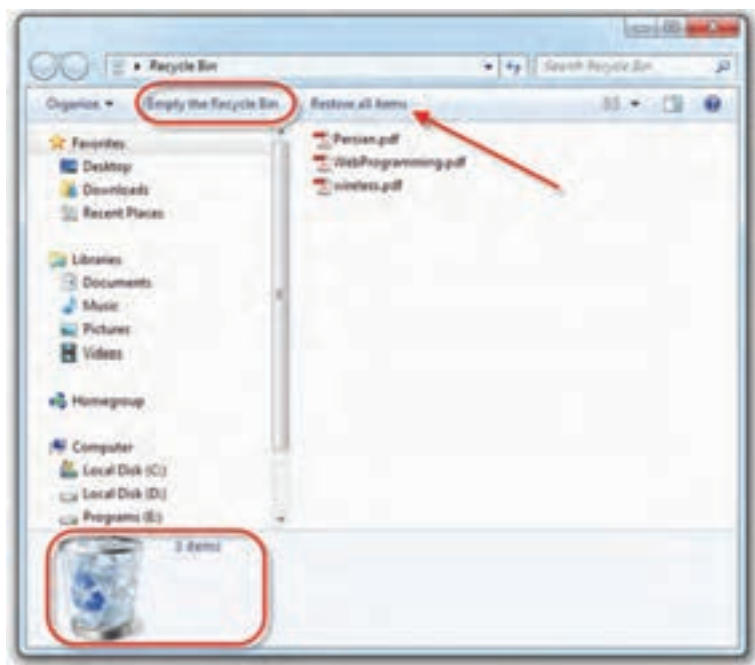 Recycle Bin
Search Recycle Bin
Organize
Empty the Recycle Bin
Restore all items
Favorites
Desktop
Downloads
Recent Places
Libraries
Documents
Music
Pictures
Videos
Homegroup
Computer
Local Disk (C:)
Local Disk (D:)
Programs (E:)
Persian.pdf
WebProgramming.pdf
wireless.pdf
3 items